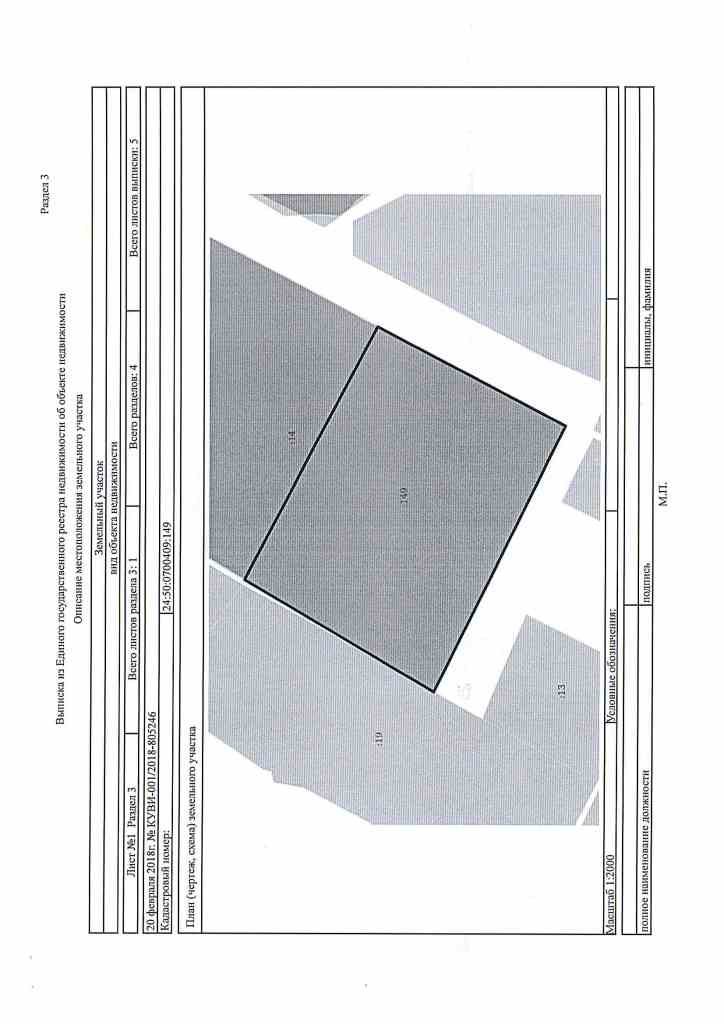 Раздел 3
Выписка из Единого государственного реестра недвижимости об объекте недвижимости
Описание местоположения земельного участка
Земельный участок
вид объекта недвижимости
Лист №1 Раздел 3 Всего листов раздела 3: 1 Всего разделов: 4 Всего листов выписки: 5
20 февраля 2018г. № КУВИ-001/2018-805246
Кадастровый номер: 24:50:0700409:149
План (чертеж, схема) земельного участка
:14
149
:19
:13
Масштаб 1:2000 Условные обозначения:
полное наименование должности подпись инициалы, фамилия
М.П.